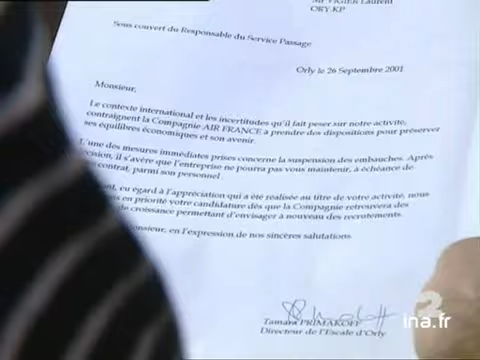 Mr VIGIER Laurent
ORY.KP
Sous couvert du Responsable du Service Passage
Orly le 26 Septembre 2001
Monsieur,
Le contexte international et les incertitudes qu'il fait peser sur notre activité,
contraignent la Compagnie AIR FRANCE à prendre des dispositions pour préserver
ses équilibres économiques et son avenir.
L'une des mesures immédiates prises concerne la suspension des embauches. Après
il s'avère que l'entreprise ne pourra pas vous maintenir, à échéance de
contrat, parmi son personnel.
eu égard à l'appréciation qui a été réalisée au titre de votre activité, nous
en priorité votre candidature dès que la Compagnie retrouvera des
de croissance permettant d'envisager à nouveau des recrutements.
en l'expression de nos sincères salutations.
Tamara PRIMAKOFF
Directeur de l'Escale d'Orly
2
ina.fr